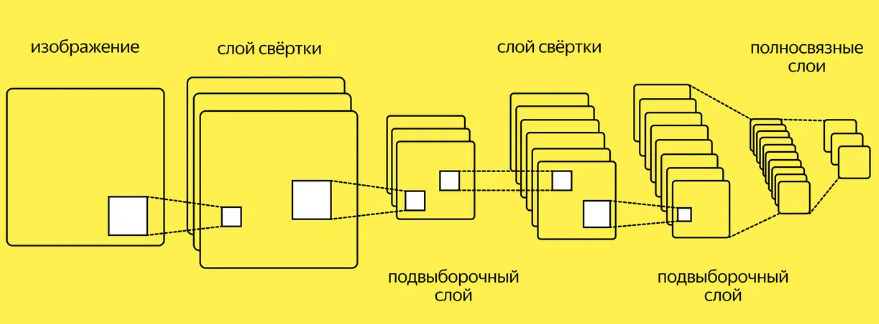 изображение
слой свёртки
слой свёртки
полносвязные
слои
подвыборочный
слой
подвыборочный
слой